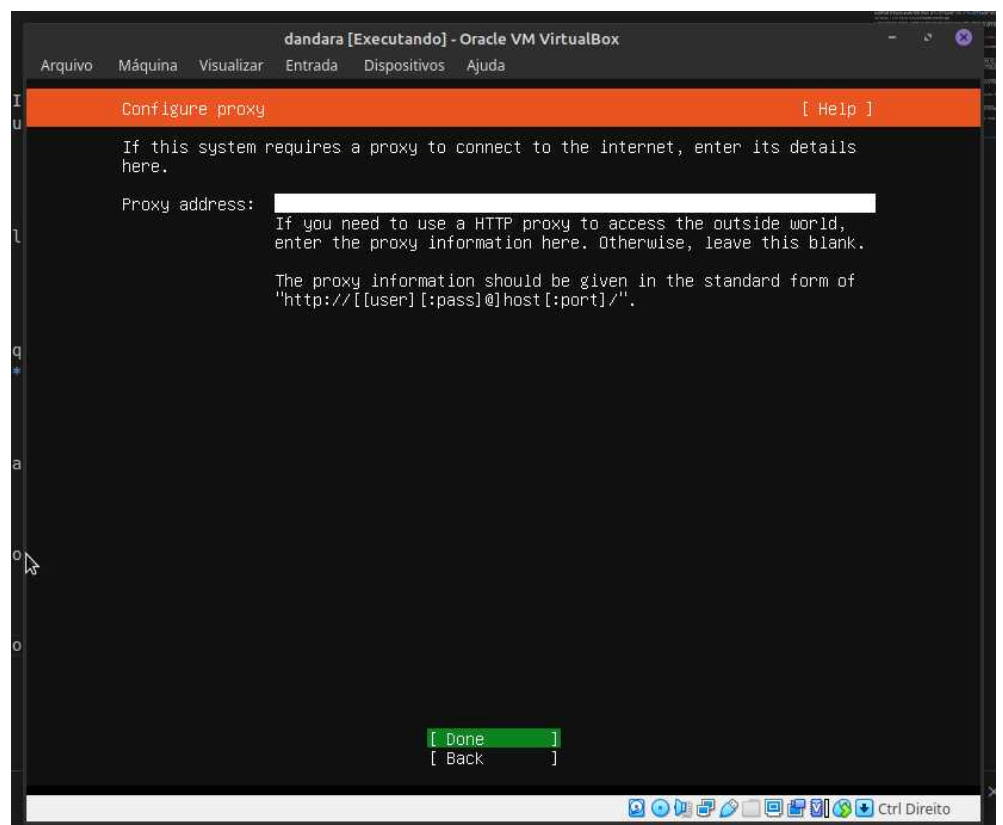 dandara [Executando] - Oracle VM VirtualBox
Arquivo Máquina Visualizar Entrada Dispositivos Ajuda
Configure proxy [ Help ]
If this system requires a proxy to connect to the internet, enter its details
here.
Proxy address:
If you need to use a HTTP proxy to access the outside world,
enter the proxy information here. Otherwise, leave this blank.
The proxy information should be given in the standard form of
"http://[[user][:pass]@]host[:port]/".
[ Done ]
[ Back ]
Ctrl Direito
I
u
l
q
*
a
o
o